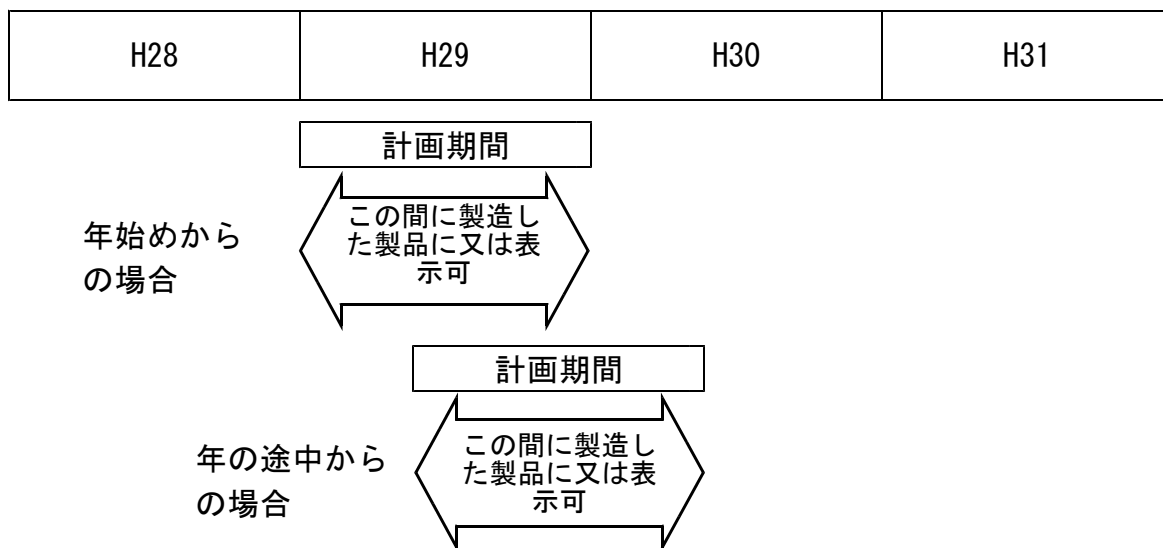 H28 H29 H30 H31
計画期間
年始めから
の場合
この間に製造し
た製品に又は表
示可
計画期間
年の途中から
の場合
この間に製造し
た製品に又は表
示可